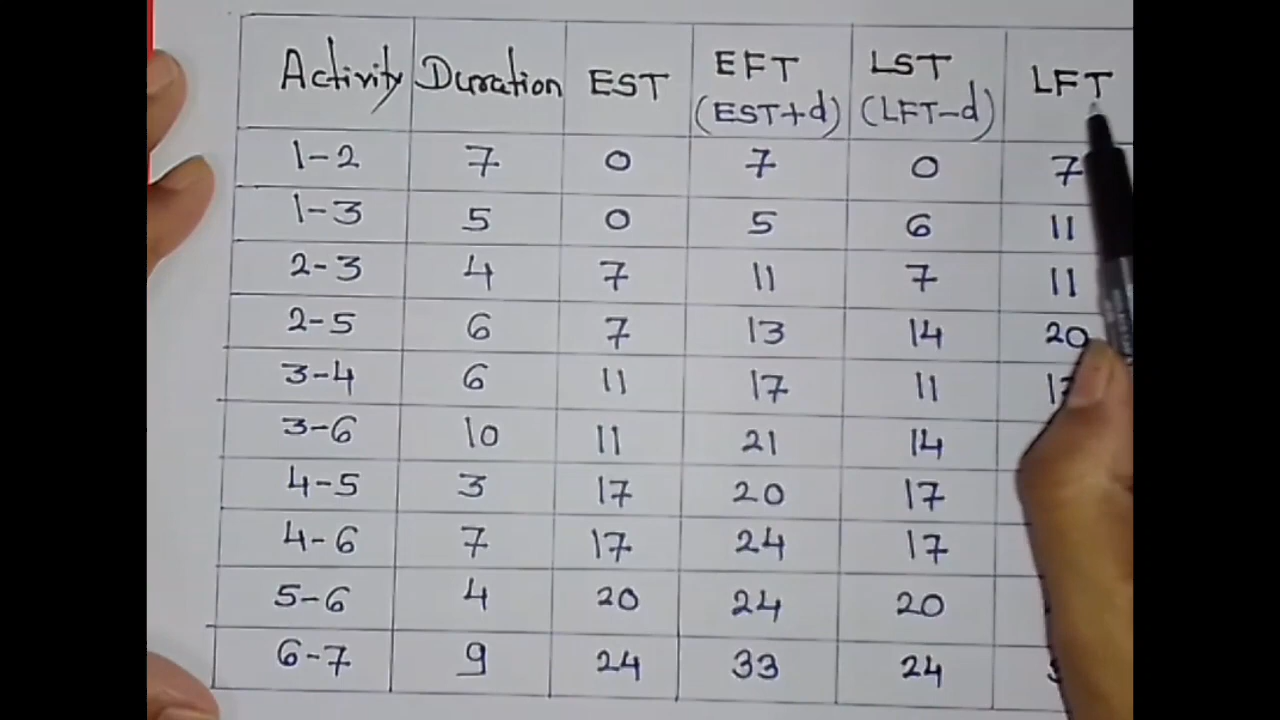 Activity Duration EST EFT (EST+d) LST (LFT-d) LFT
1-2 7 0 7 0 7
1-3 5 0 5 6 11
2-3 4 7 11 7 11
2-5 6 7 13 14 20
3-4 6 11 17 11
3-6 10 11 21 14
4-5 3 17 20 17
4-6 7 17 24 17
5-6 4 20 24 20
6-7 9 24 33 24